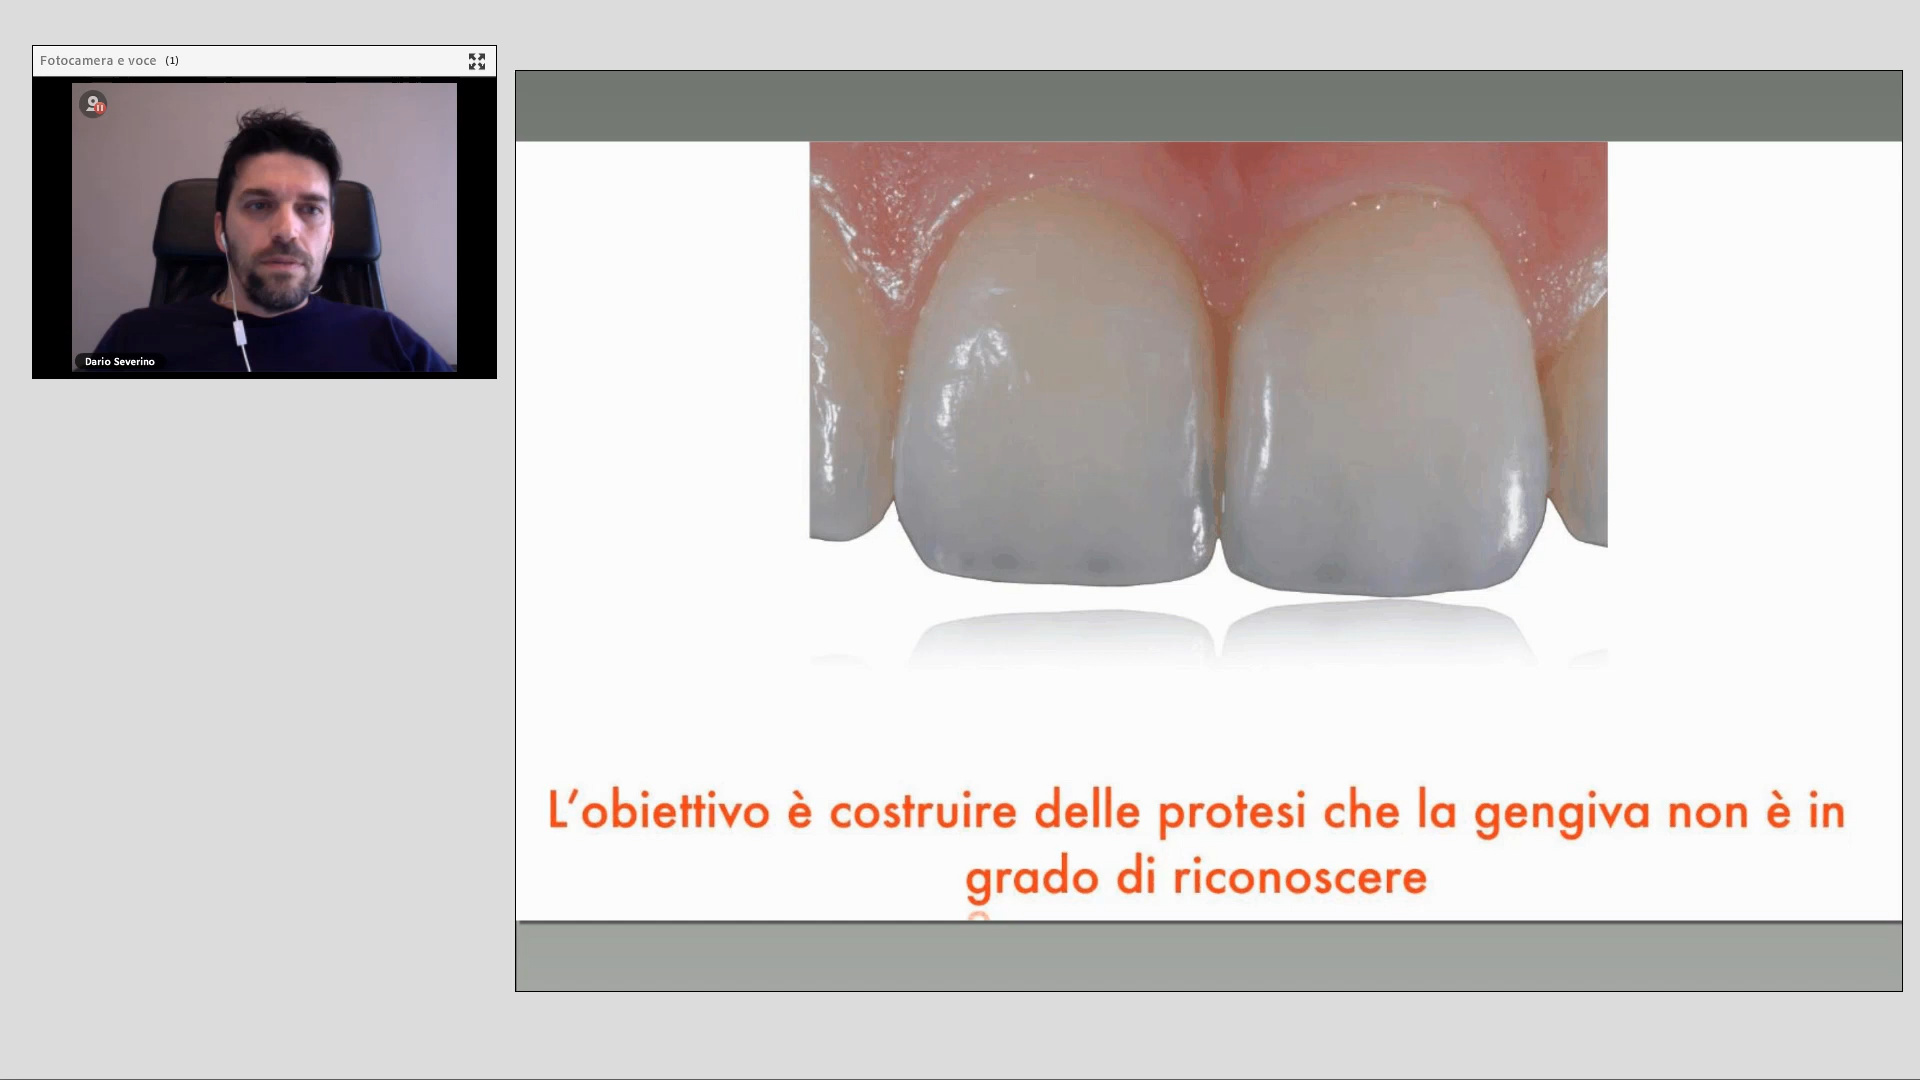 Fotocamera e voce (1)
Dario Severino
L’obiettivo è costruire delle protesi che la gengiva non è in
grado di riconoscere